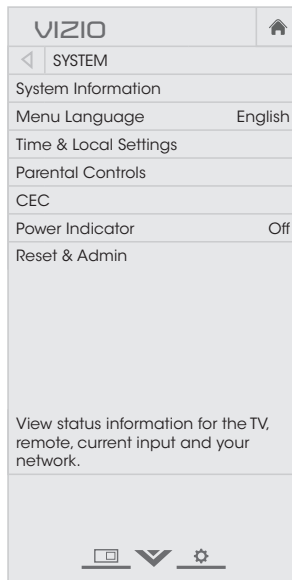 VIZIO
SYSTEM
System Information
Menu Language English
Time & Local Settings
Parental Controls
CEC
Power Indicator Off
Reset & Admin
View status information for the TV,
remote, current input and your
network.